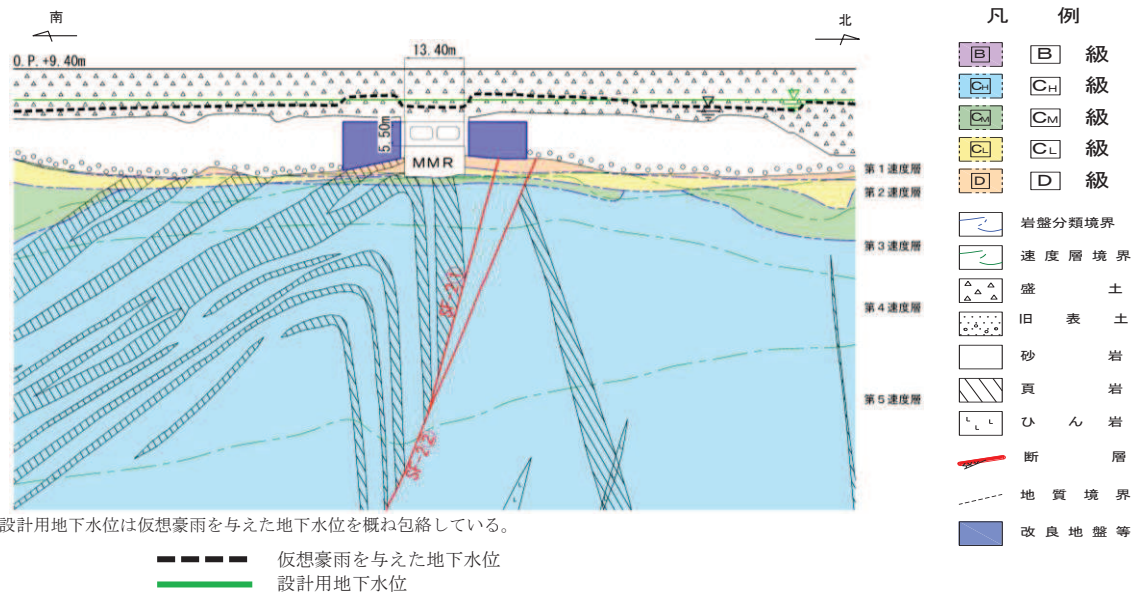 南
北
13.40m
O.P.+9.40m
5.50m
MMR
第1速度層
第2速度層
第3速度層
第4速度層
第5速度層
SF-2①
SF-2②
設計用地下水位は仮想豪雨を与えた地下水位を概ね包絡している。
仮想豪雨を与えた地下水位
設計用地下水位
凡 例
B B 級
CH CH 級
CM CM 級
CL CL 級
D D 級
岩盤分類境界
速度層境界
盛 土
旧 表 土
砂 岩
頁 岩
ひ ん 岩
断 層
地 質 境 界
改 良 地 盤 等